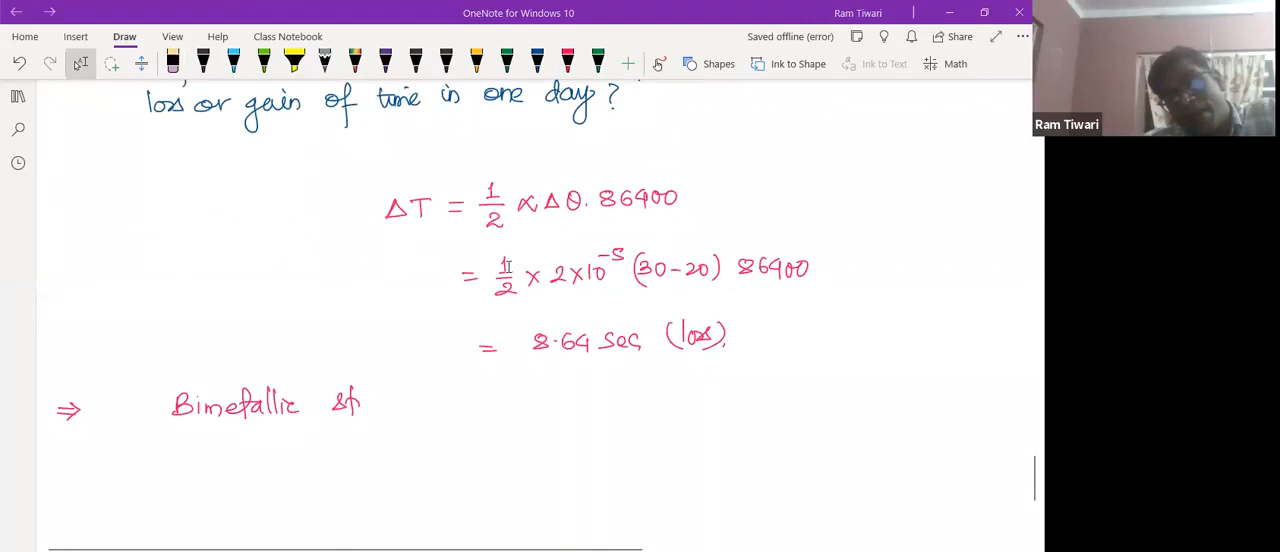 OneNote for Windows 10
Ram Tiwari
Home Insert Draw View Help Class Notebook
Saved offline (error) Share
Shapes Ink to Shape Ink to Text Math
loss or gain of time in one day?
Ram Tiwari
ΔT = 1/2 ∝ Δθ. 86400
= 1/2 × 2×10⁻⁵ (30-20) 86400
= 8.64 sec (loss).
⇒ Bimetallic st